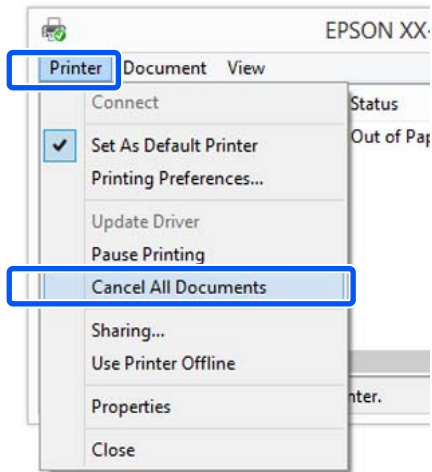 EPSON XX-
Printer Document View
Connect
Status
Set As Default Printer
Out of Pap
Printing Preferences...
Update Driver
Pause Printing
Cancel All Documents
Sharing...
Use Printer Offline
Properties
nter.
Close